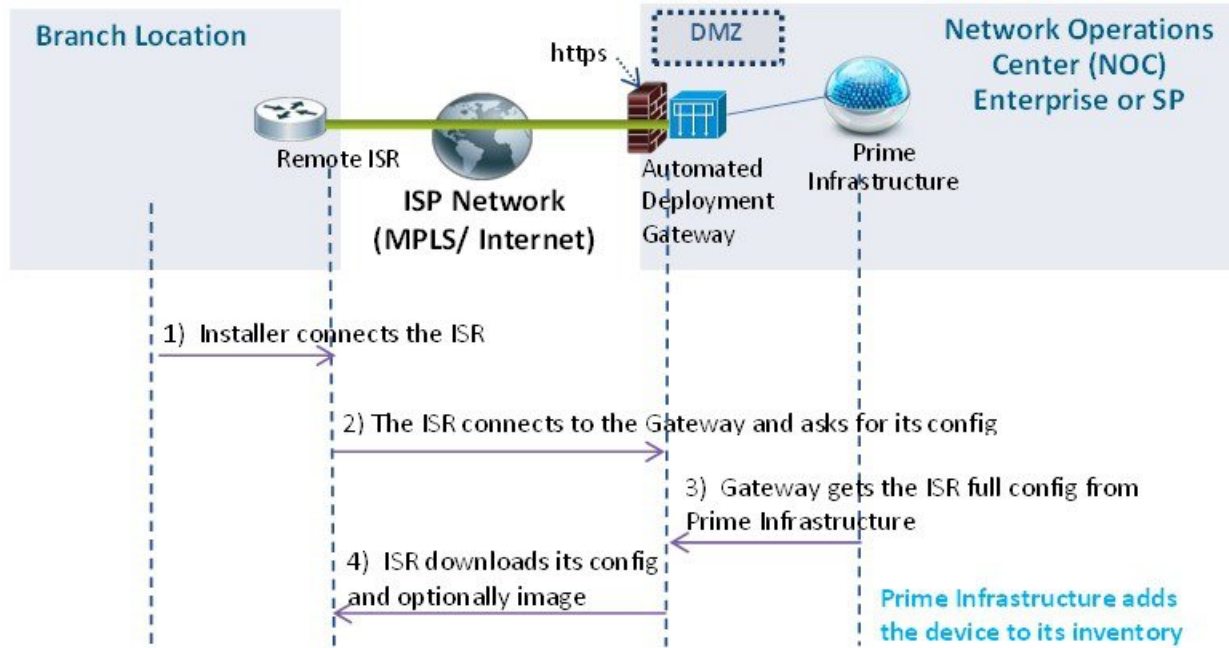 Branch Location
https
DMZ
Network Operations
Center (NOC)
Enterprise or SP
Remote ISR
ISP Network
(MPLS/ Internet)
Automated
Deployment
Gateway
Prime
Infrastructure
1) Installer connects the ISR
2) The ISR connects to the Gateway and asks for its config
3) Gateway gets the ISR full config from
Prime Infrastructure
4) ISR downloads its config
and optionally image
Prime Infrastructure adds
the device to its inventory